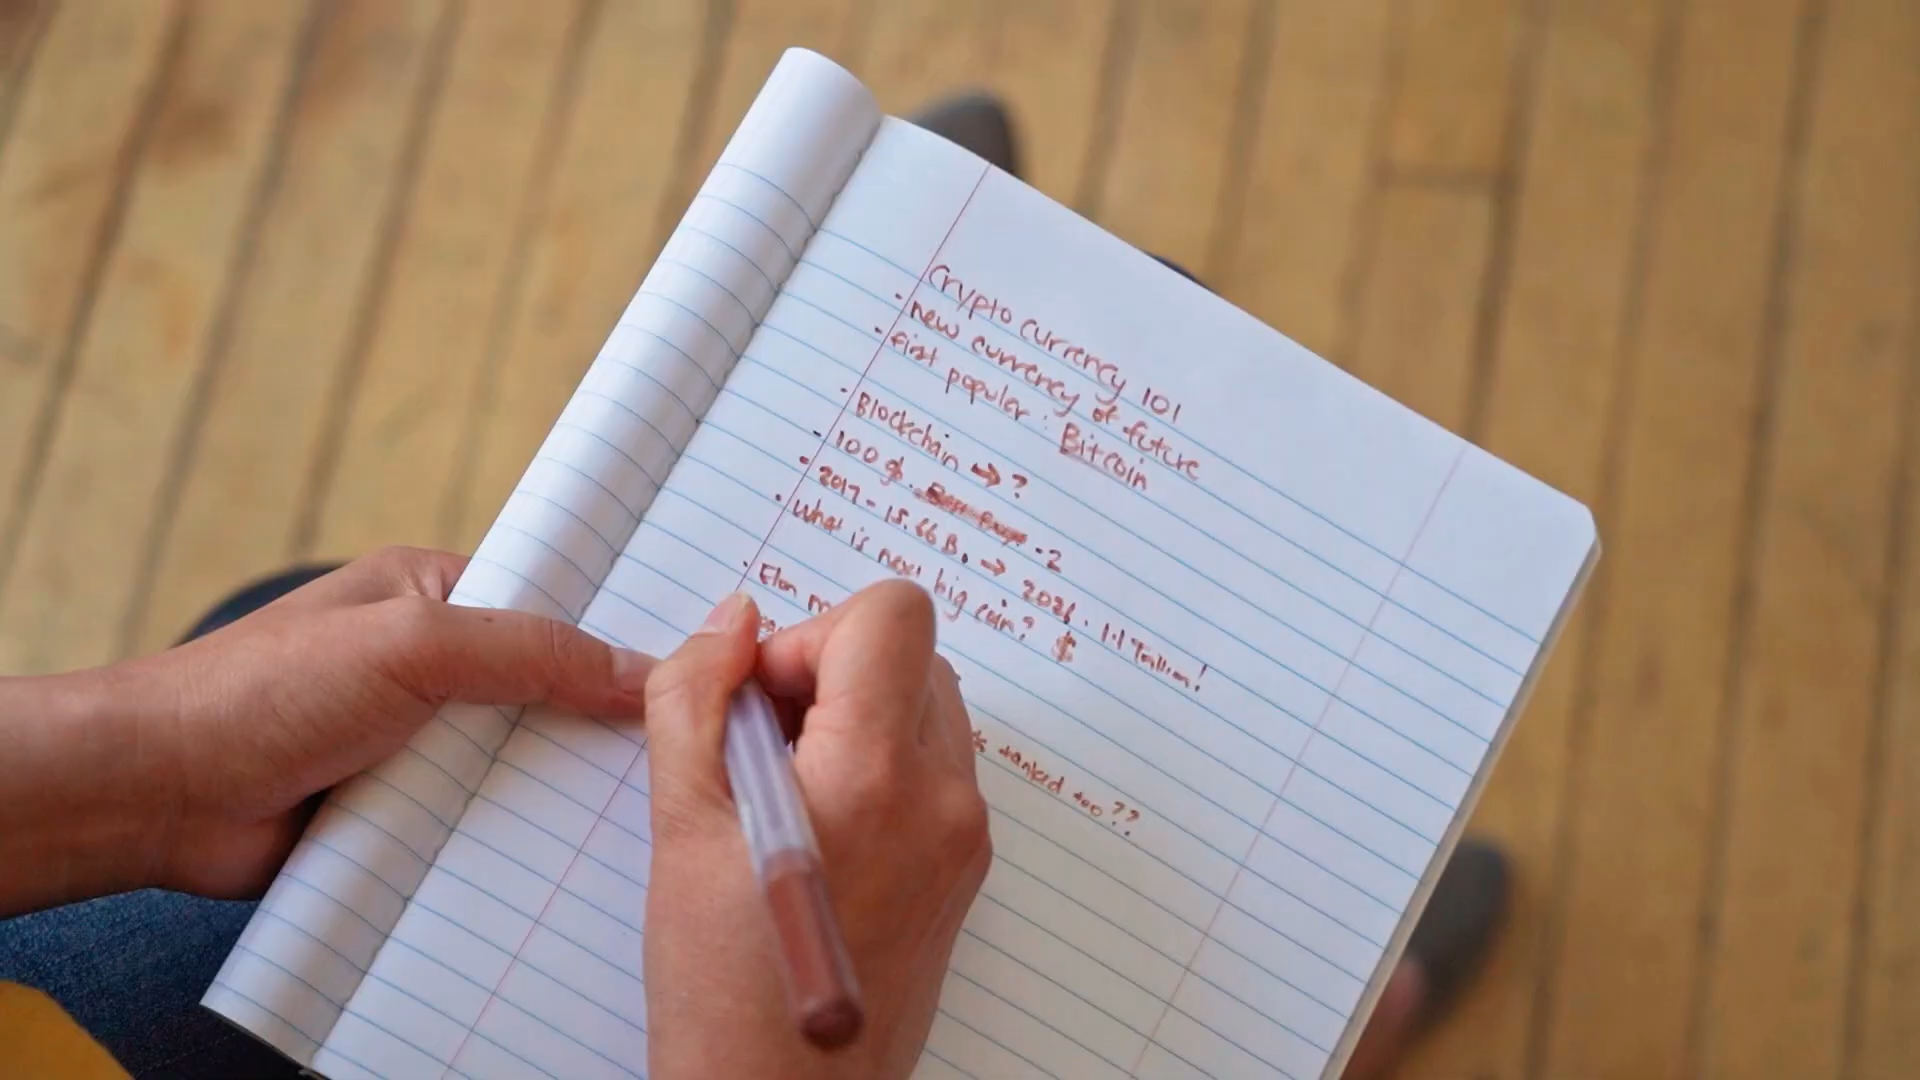 Crypto Currency 101
- new currency of future
- first popular: Bitcoin
- Blockchain → ?
- 100 - 2
- 2017 - 15.66 B. → 1.1 Trillion!
- What is next big coin? $
- Elon
tanked too ??